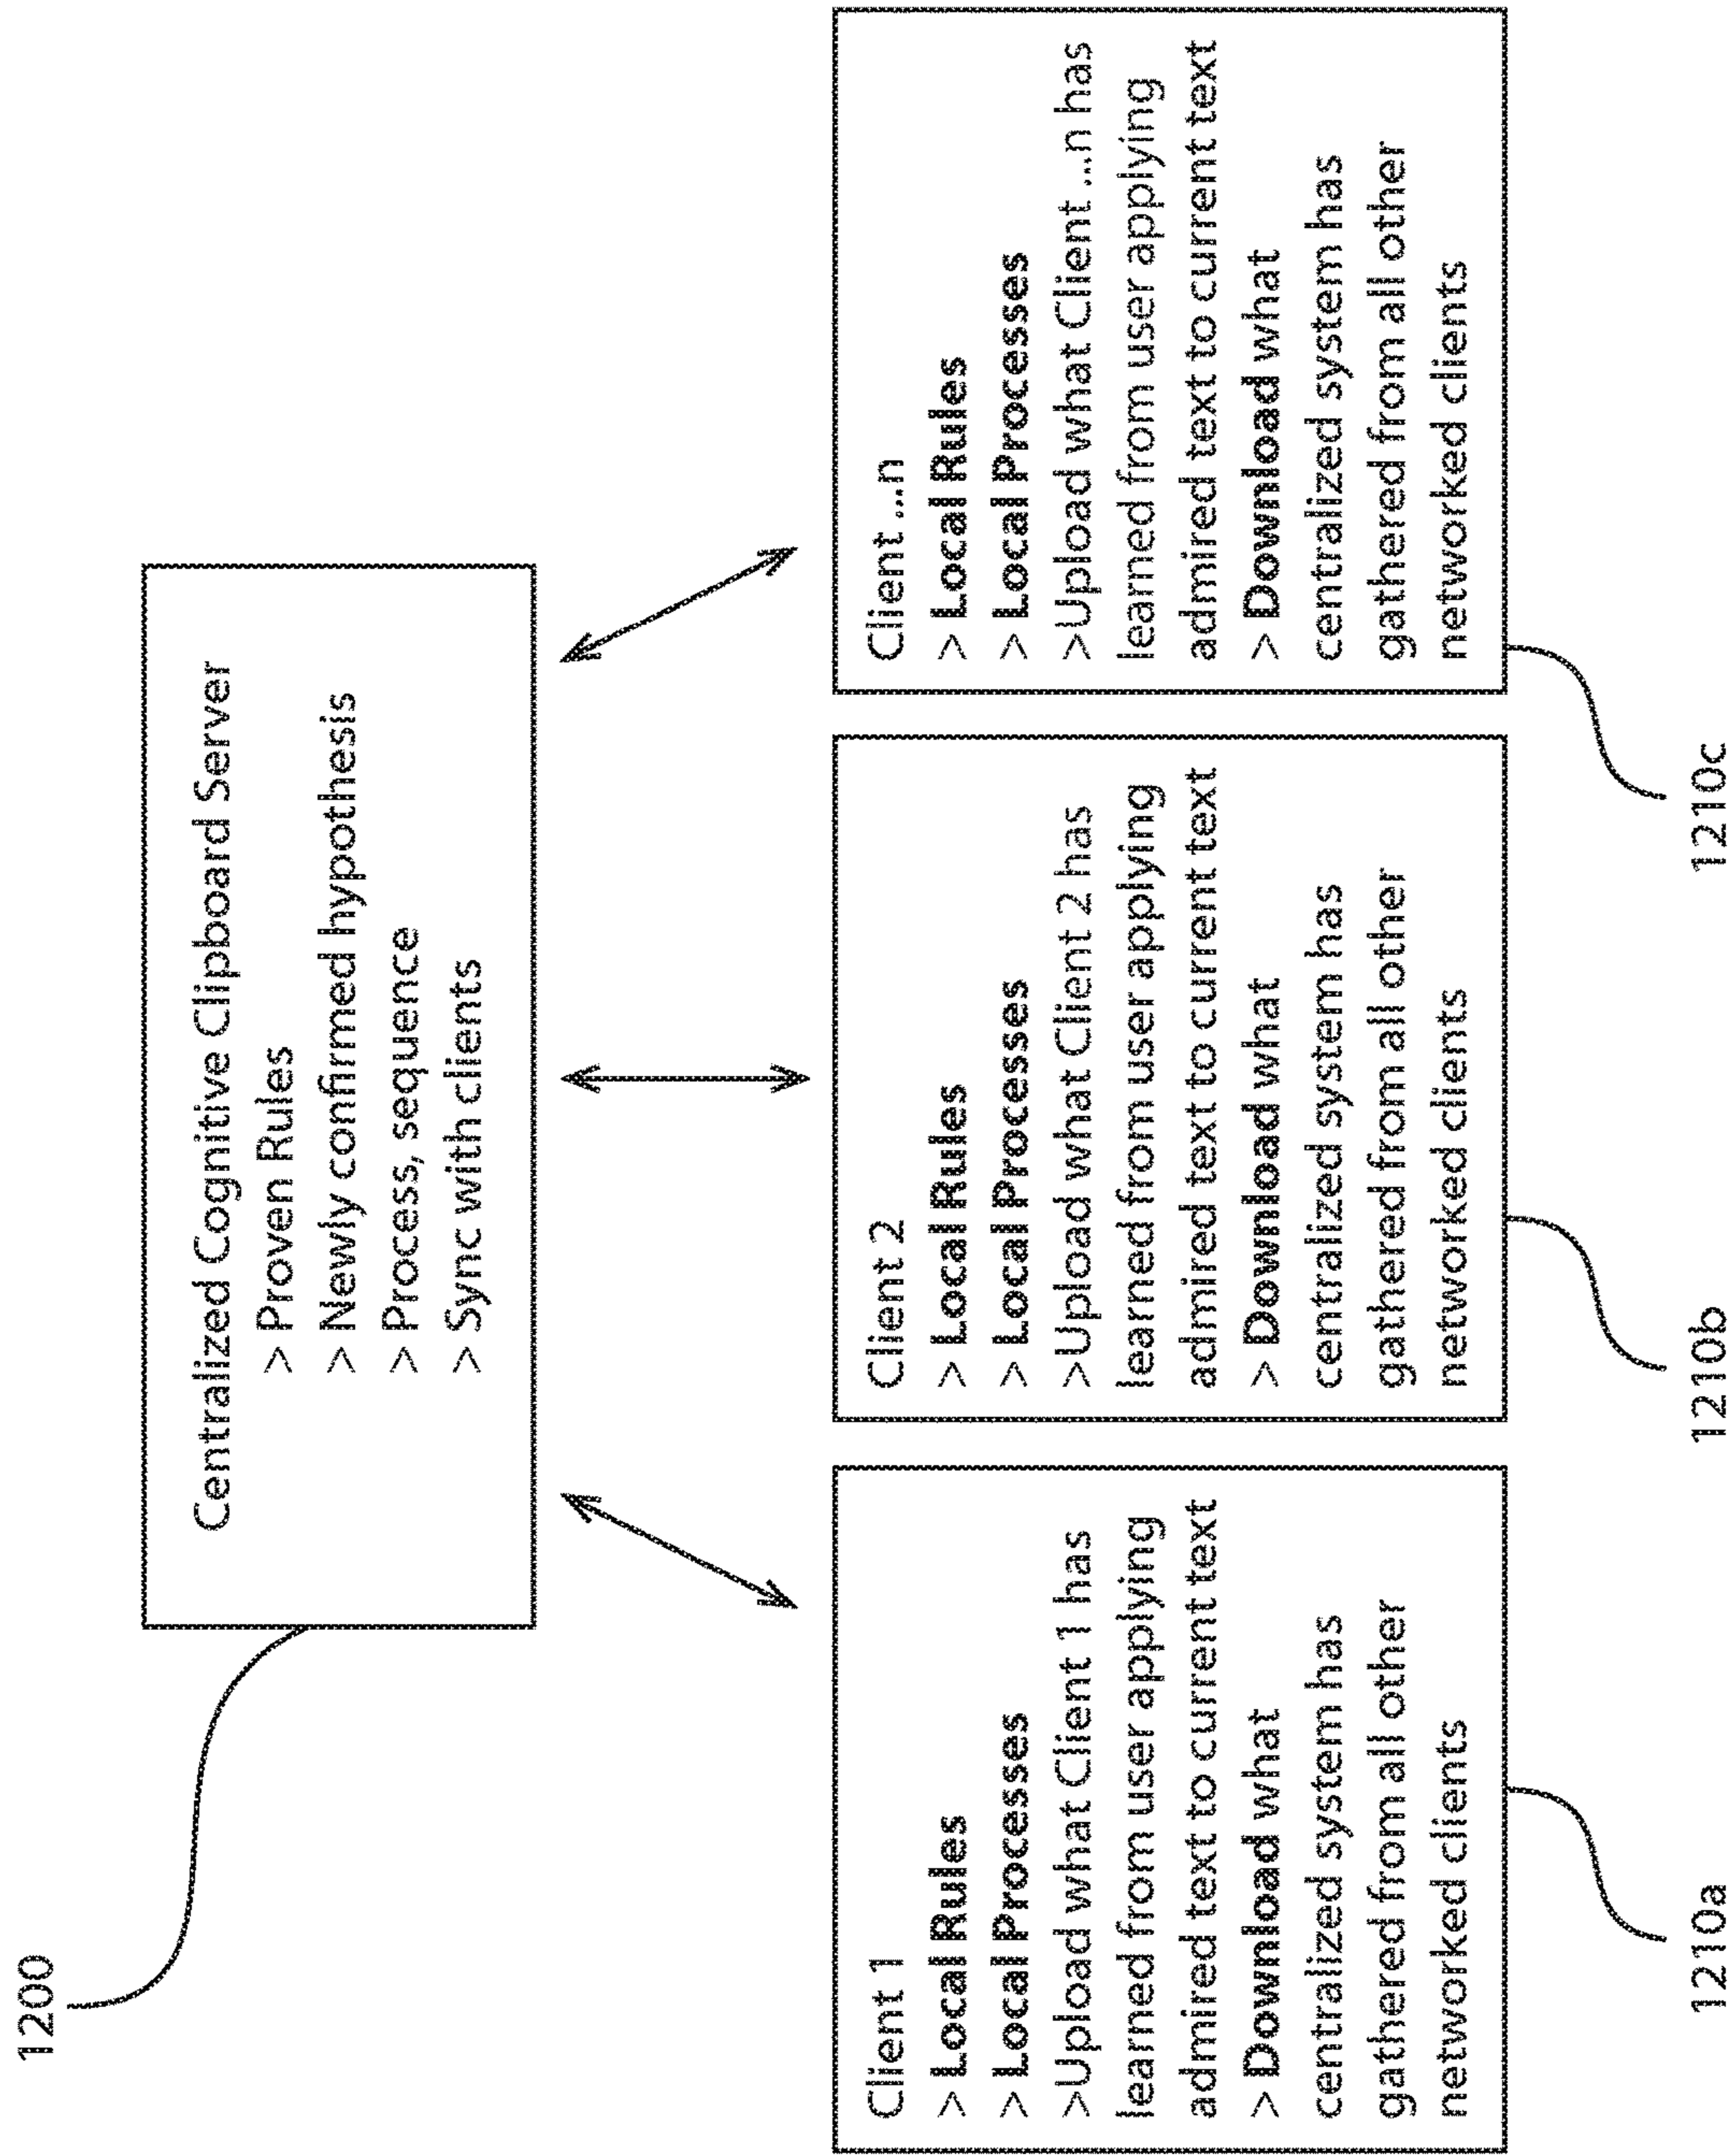 1200
Centralized Cognitive Clipboard Server
> Proven Rules
> Newly confirmed hypothesis
> Process, sequence
> Sync with clients
Client 1
> Local Rules
> Local Processes
>Upload what Client 1 has
learned from user applying
admired text to current text
> Download what
centralized system has
gathered from all other
networked clients
1210a
Client 2
> Local Rules
> Local Processes
>Upload what Client 2 has
learned from user applying
admired text to current text
> Download what
centralized system has
gathered from all other
networked clients
1210b
Client ...n
> Local Rules
> Local Processes
>Upload what Client ...n has
learned from user applying
admired text to current text
> Download what
centralized system has
gathered from all other
networked clients
1210c